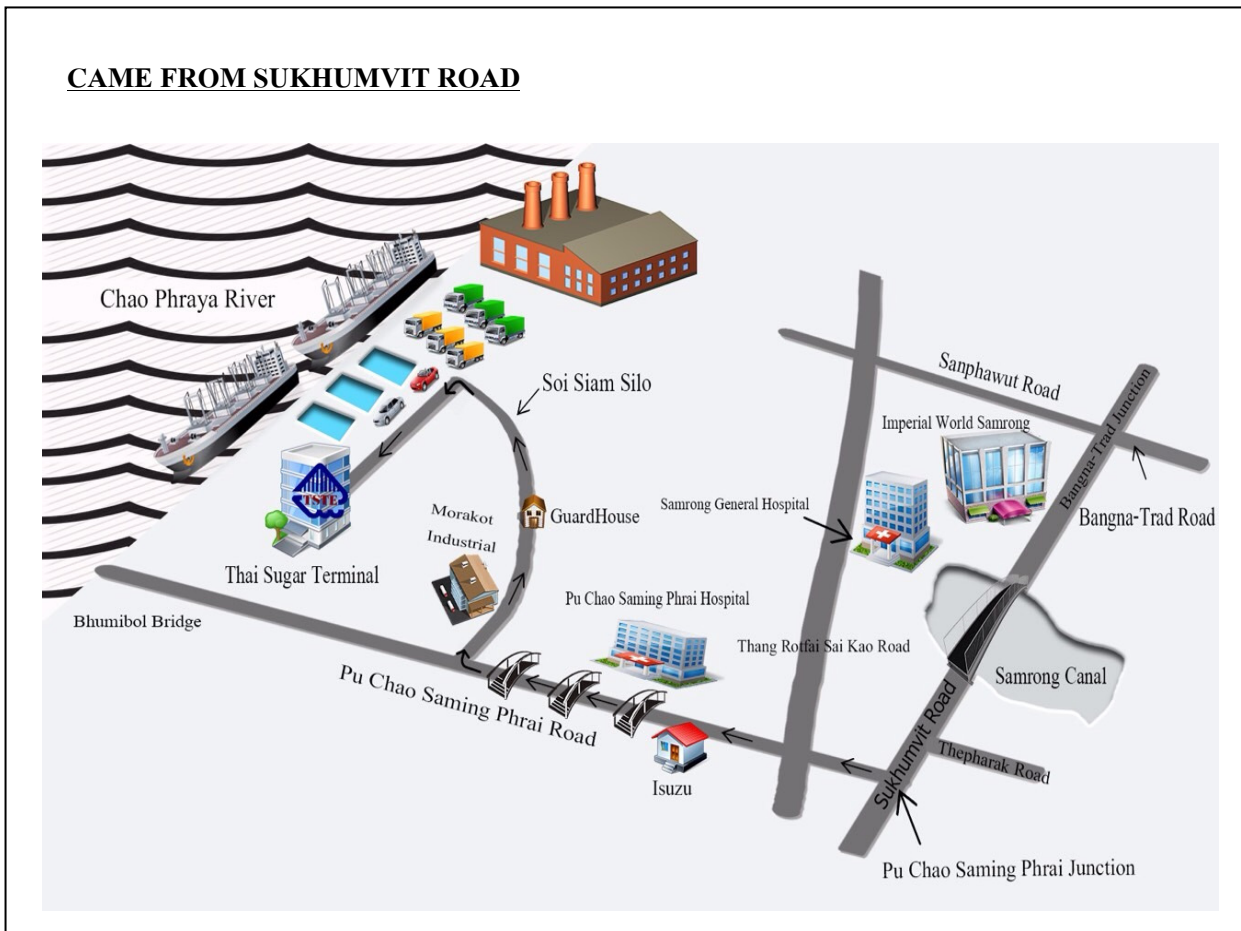 CAME FROM SUKHUMVIT ROAD
Chao Phraya River
Soi Siam Silo
Sanphawut Road
Imperial World Samrong
Bangna-Trad Junction
Samrong General Hospital
Bangna-Trad Road
TSTE
Morakot
Industrial
GuardHouse
Thai Sugar Terminal
Pu Chao Saming Phrai Hospital
Bhumibol Bridge
Thang Rotfai Sai Kao Road
Samrong Canal
Pu Chao Saming Phrai Road
Sukhumvit Road
Thepharak Road
Isuzu
Pu Chao Saming Phrai Junction